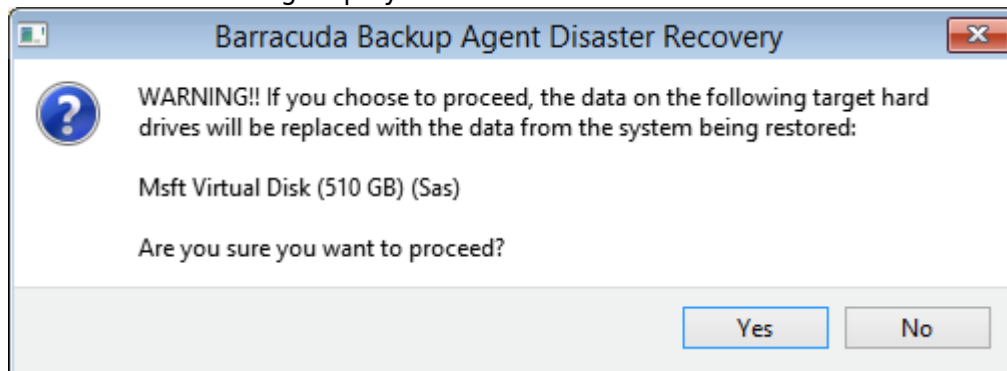 Barracuda Backup Agent Disaster Recovery
WARNING!! If you choose to proceed, the data on the following target hard
drives will be replaced with the data from the system being restored:
Msft Virtual Disk (510 GB) (Sas)
Are you sure you want to proceed?
Yes No